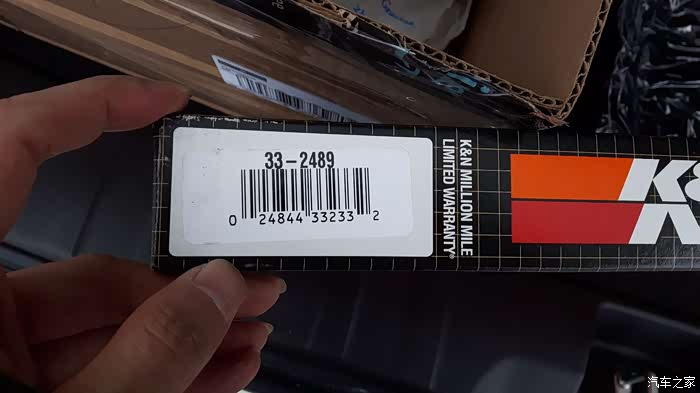 33-2489
0 24844 33233 2
K&N MILLION MILE
LIMITED WARRANTY®
K&
汽车之家